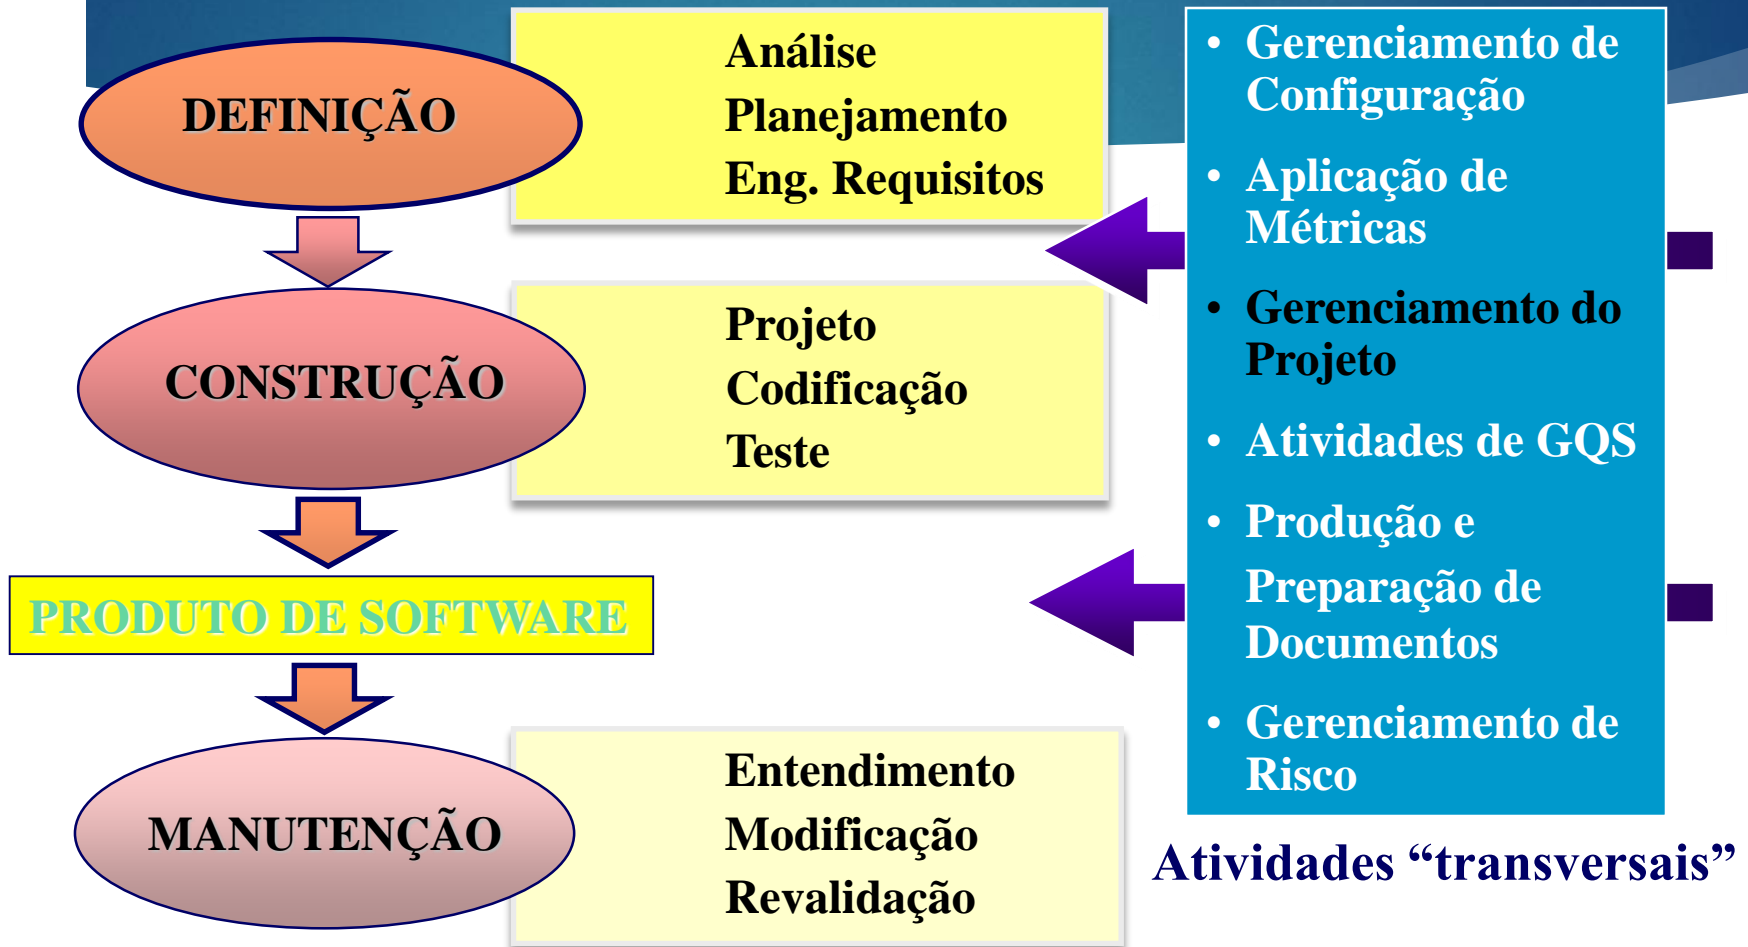 DEFINIÇÃO
Análise
Planejamento
Eng. Requisitos
CONSTRUÇÃO
Projeto
Codificação
Teste
PRODUTO DE SOFTWARE
MANUTENÇÃO
Entendimento
Modificação
Revalidação
• Gerenciamento de
Configuração
• Aplicação de
Métricas
• Gerenciamento do
Projeto
• Atividades de GQS
• Produção e
Preparação de
Documentos
• Gerenciamento de
Risco
Atividades “transversais”